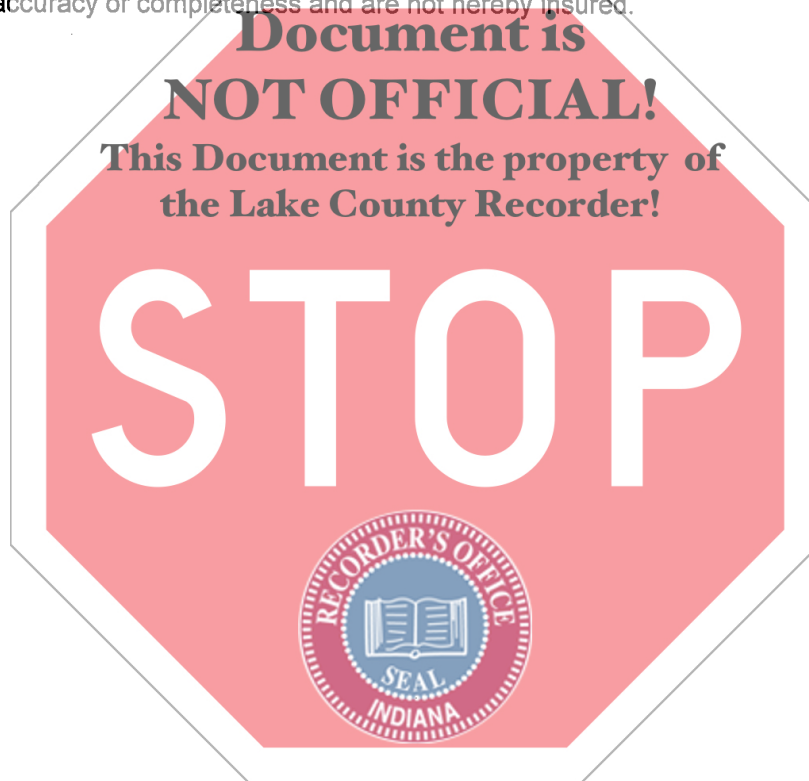 accuracy or completeness and are not hereby insured.
Document is
NOT OFFICIAL!
This Document is the property of
the Lake County Recorder!
STOP
RECORDER'S OFFICE
SEAL
INDIANA